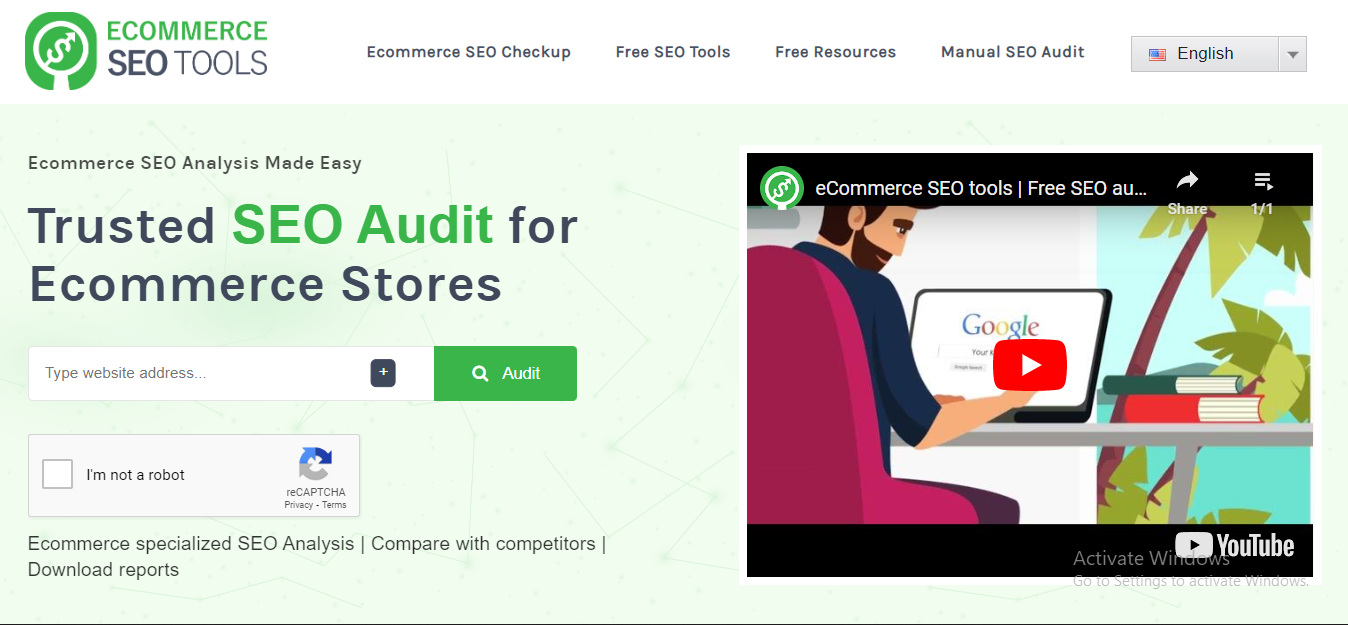 ECOMMERCE
SEO TOOLS
Ecommerce SEO Checkup
Free SEO Tools
Free Resources
Manual SEO Audit
English
Ecommerce SEO Analysis Made Easy
Trusted SEO Audit for
Ecommerce Stores
Type website address...
+
Audit
I'm not a robot
reCAPTCHA
Privacy - Terms
Ecommerce specialized SEO Analysis | Compare with competitors |
Download reports
eCommerce SEO tools | Free SEO au...
Share
1/1
Google
Your
Google Search
YouTube
Activate Windows
Go to Settings to activate Windows.